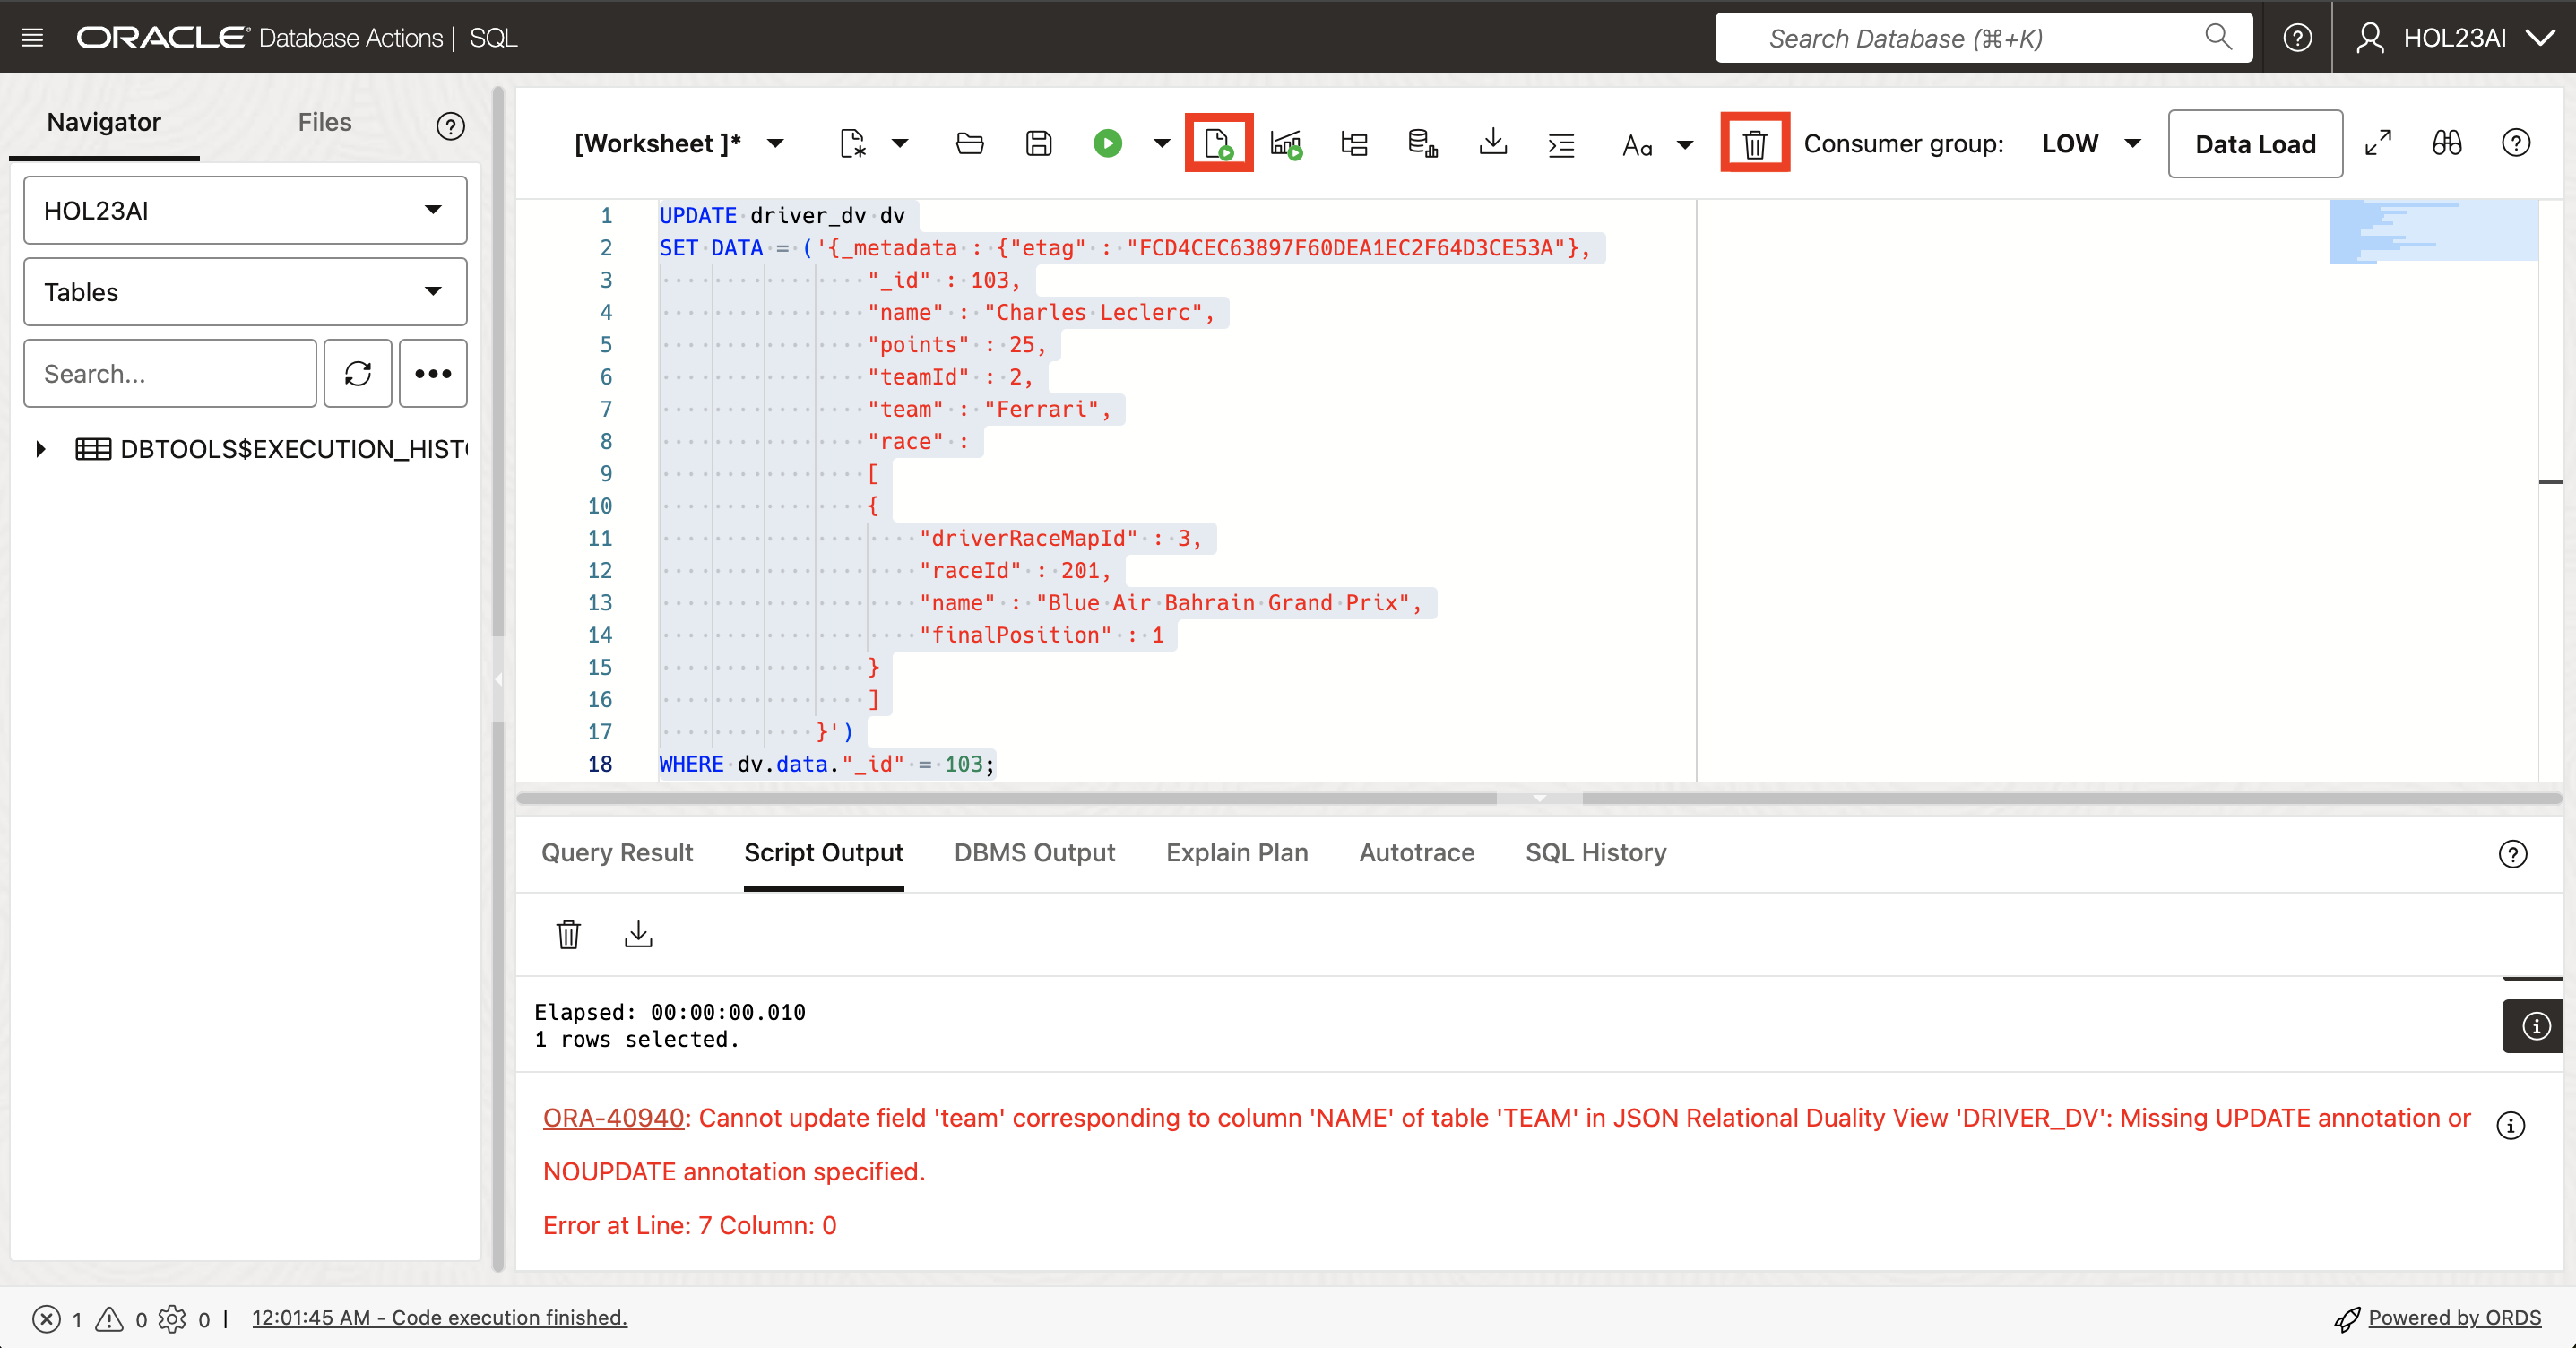 ORACLE Database Actions | SQL
Search Database (⌘+K)
HOL23AI
Navigator
Files
HOL23AI
Tables
Search...
DBTOOLS$EXECUTION_HIST
[Worksheet ]*
Aa
Consumer group:
LOW
Data Load
1 UPDATE driver_dv dv
2 SET DATA = ('{_metadata : {"etag" : "FCD4CEC63897F60DEA1EC2F64D3CE53A"},
3 "_id" : 103,
4 "name" : "Charles Leclerc",
5 "points" : 25,
6 "teamId" : 2,
7 "team" : "Ferrari",
8 "race" :
9 [
10 {
11 "driverRaceMapId" : 3,
12 "raceId" : 201,
13 "name" : "Blue Air Bahrain Grand Prix",
14 "finalPosition" : 1
15 }
16 ]
17 }')
18 WHERE dv.data."_id" = 103;
Query Result
Script Output
DBMS Output
Explain Plan
Autotrace
SQL History
Elapsed: 00:00:00.010
1 rows selected.
ORA-40940: Cannot update field 'team' corresponding to column 'NAME' of table 'TEAM' in JSON Relational Duality View 'DRIVER_DV': Missing UPDATE annotation or
NOUPDATE annotation specified.
Error at Line: 7 Column: 0
1 0 0 | 12:01:45 AM - Code execution finished.
Powered by ORDS